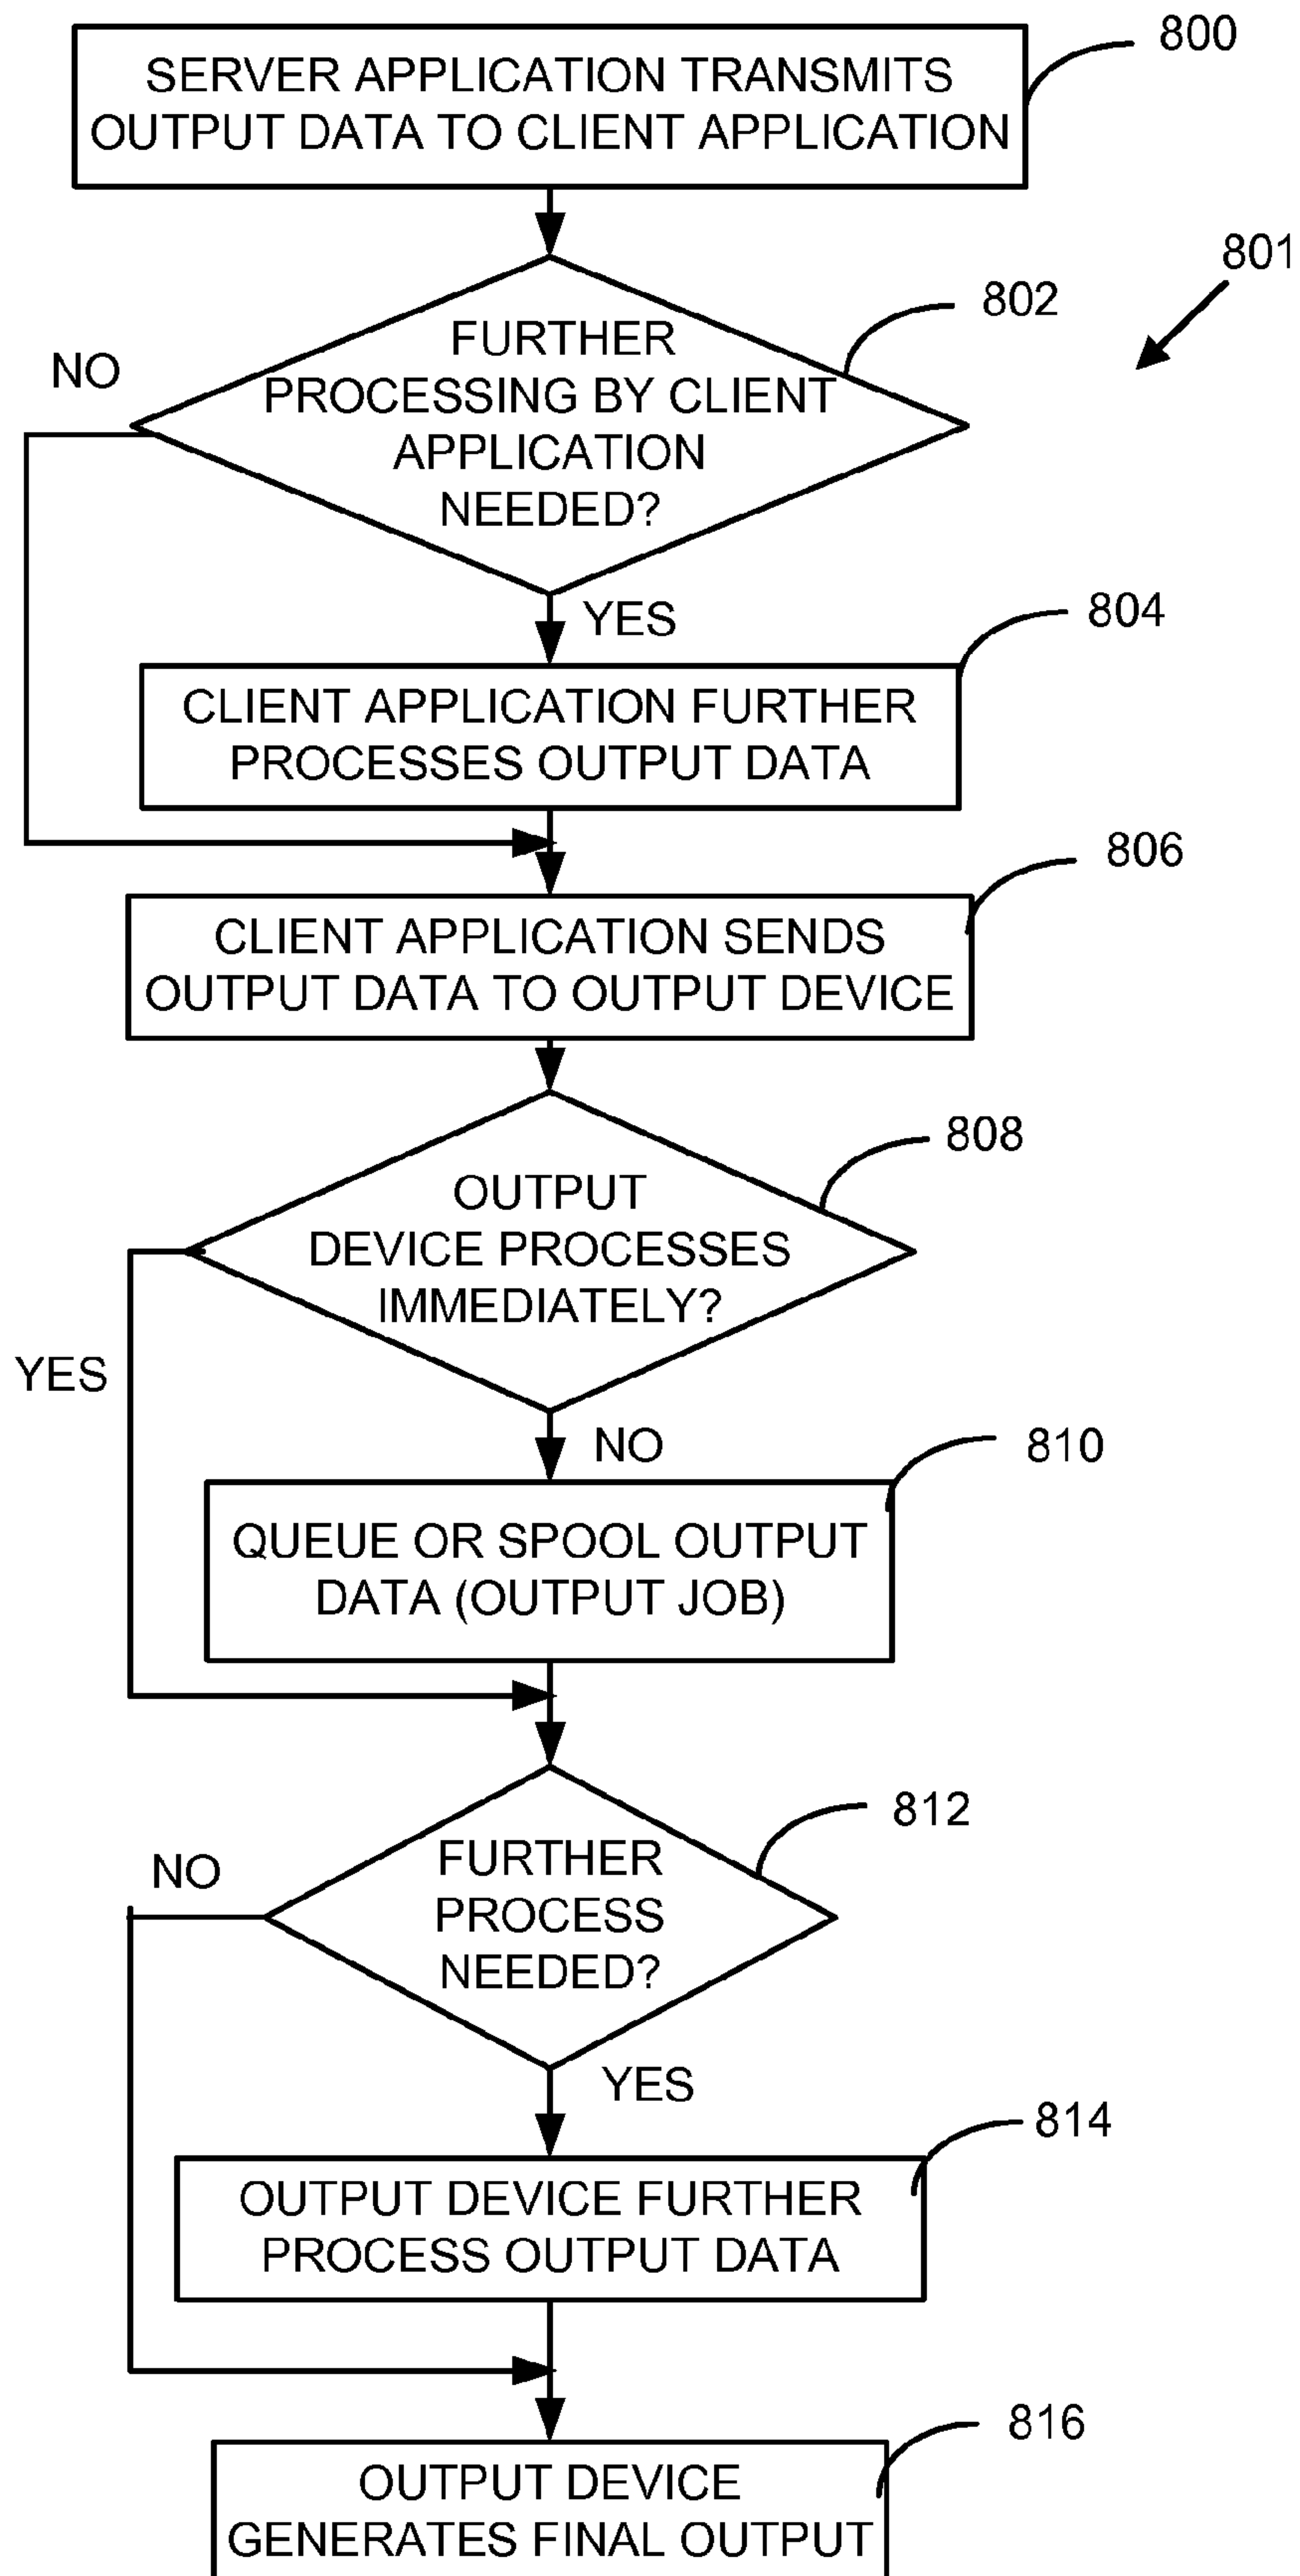 800
SERVER APPLICATION TRANSMITS
OUTPUT DATA TO CLIENT APPLICATION
801
802
NO
FURTHER
PROCESSING BY CLIENT
APPLICATION
NEEDED?
YES
804
CLIENT APPLICATION FURTHER
PROCESSES OUTPUT DATA
806
CLIENT APPLICATION SENDS
OUTPUT DATA TO OUTPUT DEVICE
808
OUTPUT
DEVICE PROCESSES
IMMEDIATELY?
YES
NO
810
QUEUE OR SPOOL OUTPUT
DATA (OUTPUT JOB)
812
NO
FURTHER
PROCESS
NEEDED?
YES
814
OUTPUT DEVICE FURTHER
PROCESS OUTPUT DATA
816
OUTPUT DEVICE
GENERATES FINAL OUTPUT